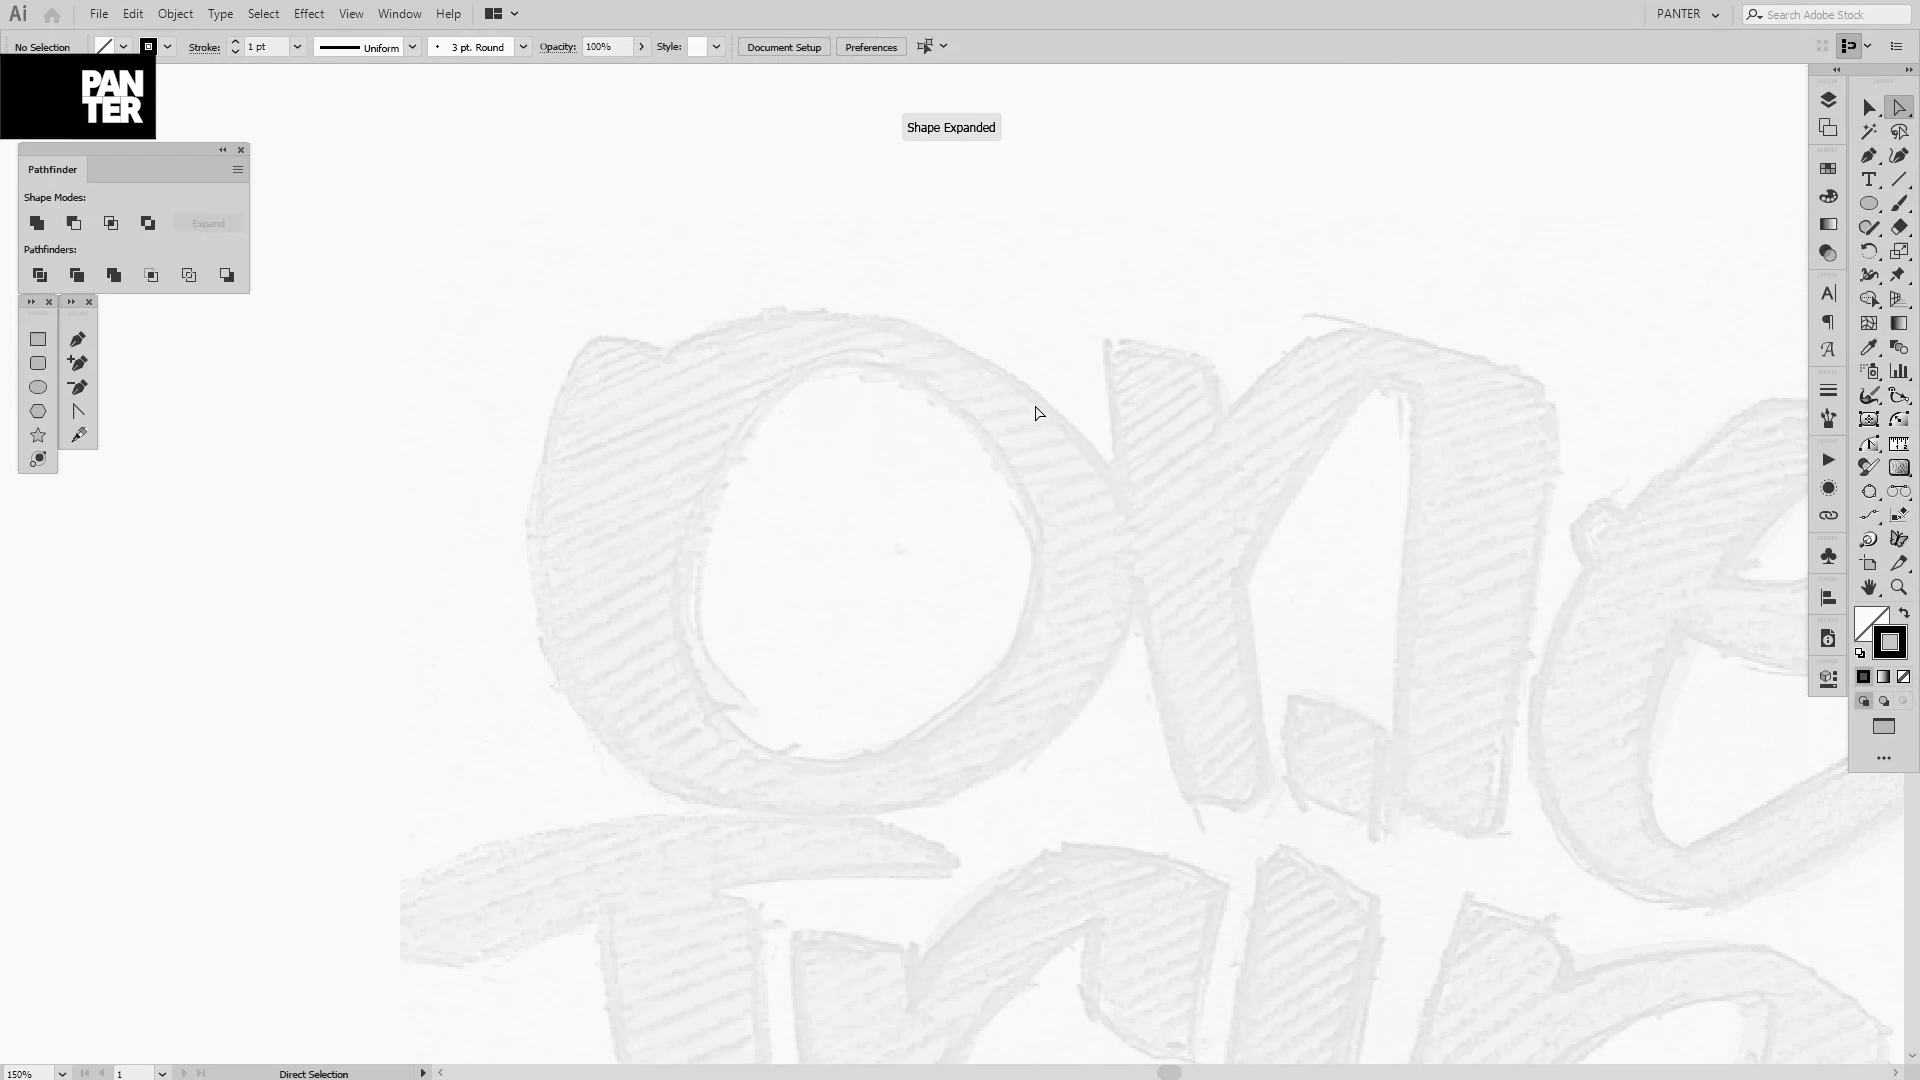 Ai File Edit Object Type Select Effect View Window Help PANTER Search Adobe Stock
No Selection Stroke: 1 pt Uniform 3 pt. Round Opacity: 100% Style: Document Setup Preferences
PAN
TER
Shape Expanded
Pathfinder
Shape Modes:
Expand
Pathfinders:
150% 1 Direct Selection